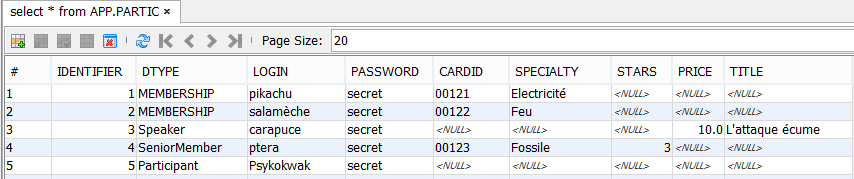 select * from APP.PARTIC ×
Page Size: 20
# IDENTIFIER DTYPE LOGIN PASSWORD CARDID SPECIALTY STARS PRICE TITLE
1 1 MEMBERSHIP pikachu secret 00121 Electricité <NULL> <NULL> <NULL>
2 2 MEMBERSHIP salamèche secret 00122 Feu <NULL> <NULL> <NULL>
3 3 Speaker carapuce secret <NULL> <NULL> <NULL> 10.0 L'attaque écume
4 4 SeniorMember ptera secret 00123 Fossile 3 <NULL> <NULL>
5 5 Participant Psykokwak secret <NULL> <NULL> <NULL> <NULL> <NULL>